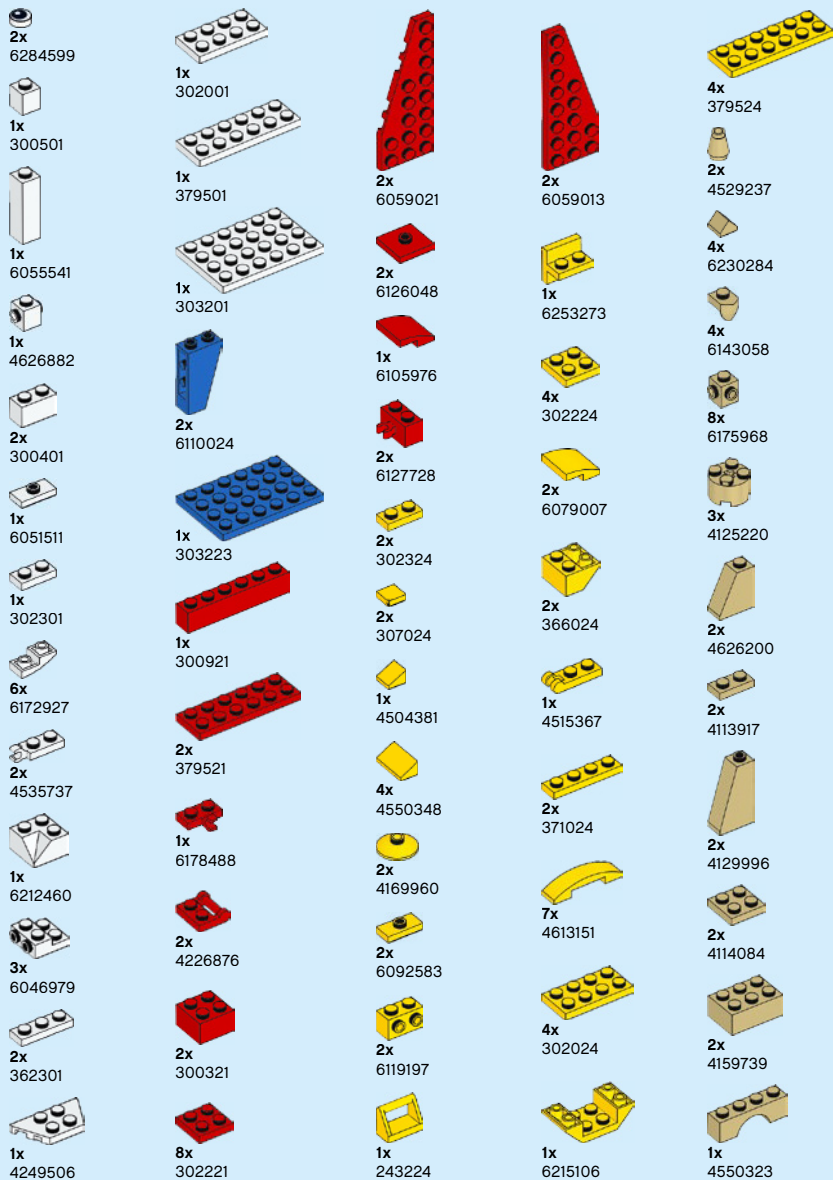 2x
6284599
1x
300501
1x
6055541
1x
4626882
2x
300401
1x
6051511
1x
302301
6x
6172927
2x
4535737
1x
6212460
3x
6046979
2x
362301
1x
4249506
1x
302001
1x
379501
1x
303201
2x
6110024
1x
303223
1x
300921
2x
379521
1x
6178488
2x
4226876
2x
300321
8x
302221
2x
6059021
2x
6126048
1x
6105976
2x
6127728
2x
302324
2x
307024
1x
4504381
4x
4550348
2x
4169960
2x
6092583
2x
6119197
1x
243224
2x
6059013
1x
6253273
4x
302224
2x
6079007
2x
366024
1x
4515367
2x
371024
7x
4613151
4x
302024
1x
6215106
4x
379524
2x
4529237
4x
6230284
4x
6143058
8x
6175968
3x
4125220
2x
4626200
2x
4113917
2x
4129996
2x
4114084
2x
4159739
1x
4550323